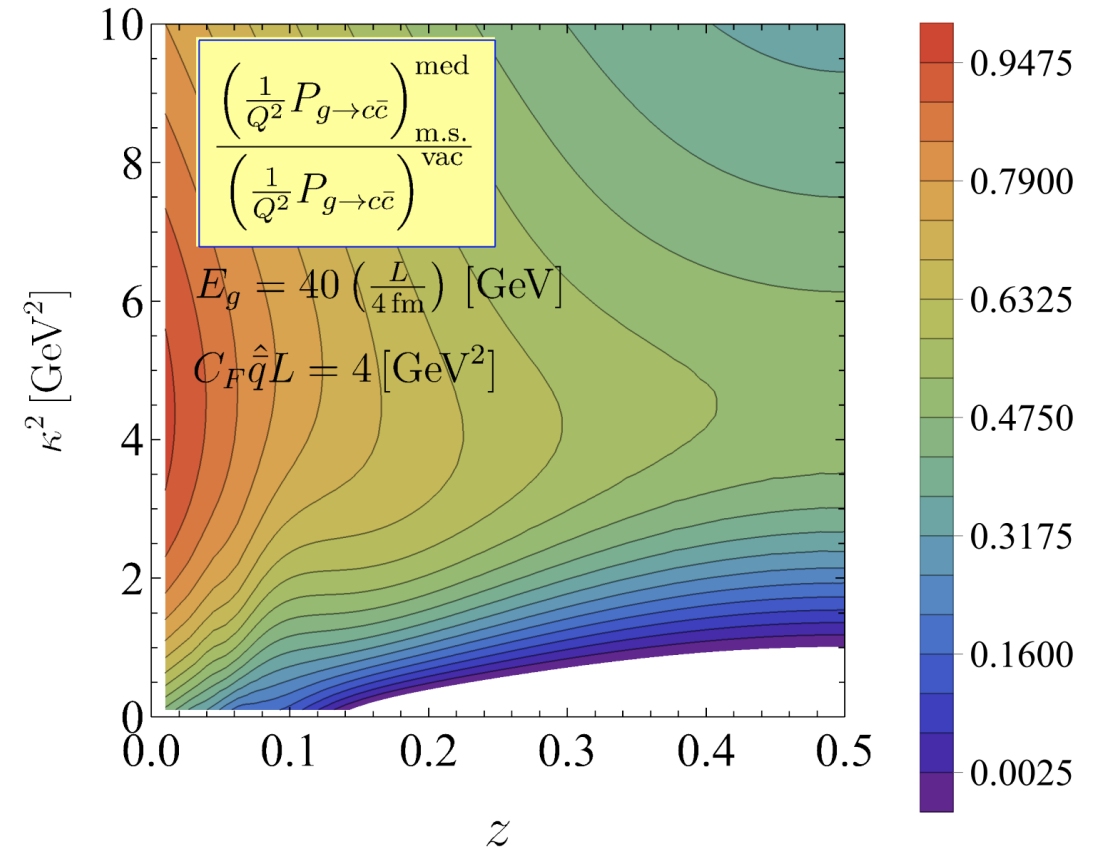 10
8
6
4
2
0
κ² [GeV²]
(1/Q² P_{g→cc̄})^{med}
(1/Q² P_{g→cc̄})^{vac}_{m.s.}
E_g = 40 (L/4 fm) [GeV]
C_F \hat{\bar{q}} L = 4 [GeV²]
0.0 0.1 0.2 0.3 0.4 0.5
z
0.9475
0.7900
0.6325
0.4750
0.3175
0.1600
0.0025